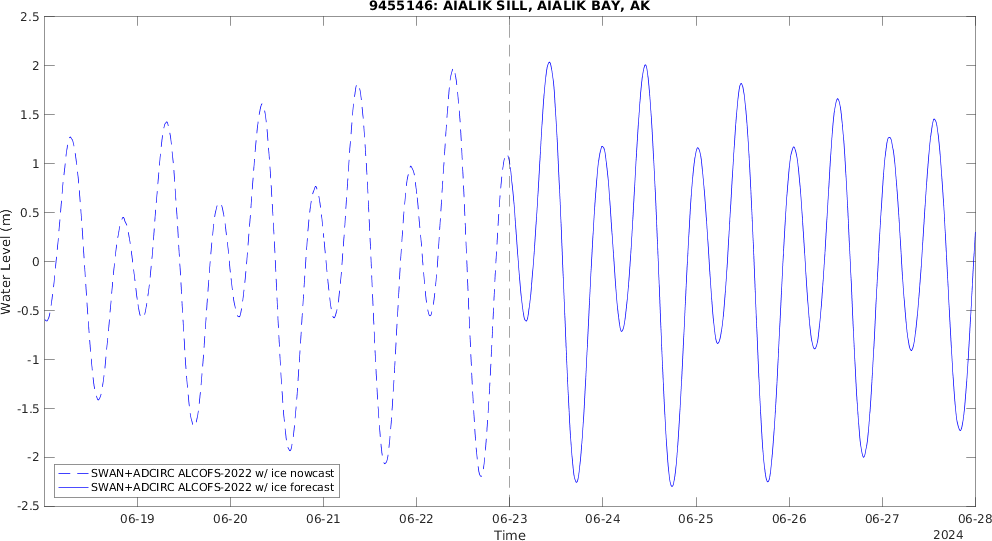 9455146: AIALIK SILL, AIALIK BAY, AK
2.5
2
1.5
1
0.5
0
-0.5
-1
-1.5
-2
-2.5
Water Level (m)
SWAN+ADCIRC ALCOFS-2022 w/ ice nowcast
SWAN+ADCIRC ALCOFS-2022 w/ ice forecast
06-19 06-20 06-21 06-22 06-23 06-24 06-25 06-26 06-27 06-28
Time
2024